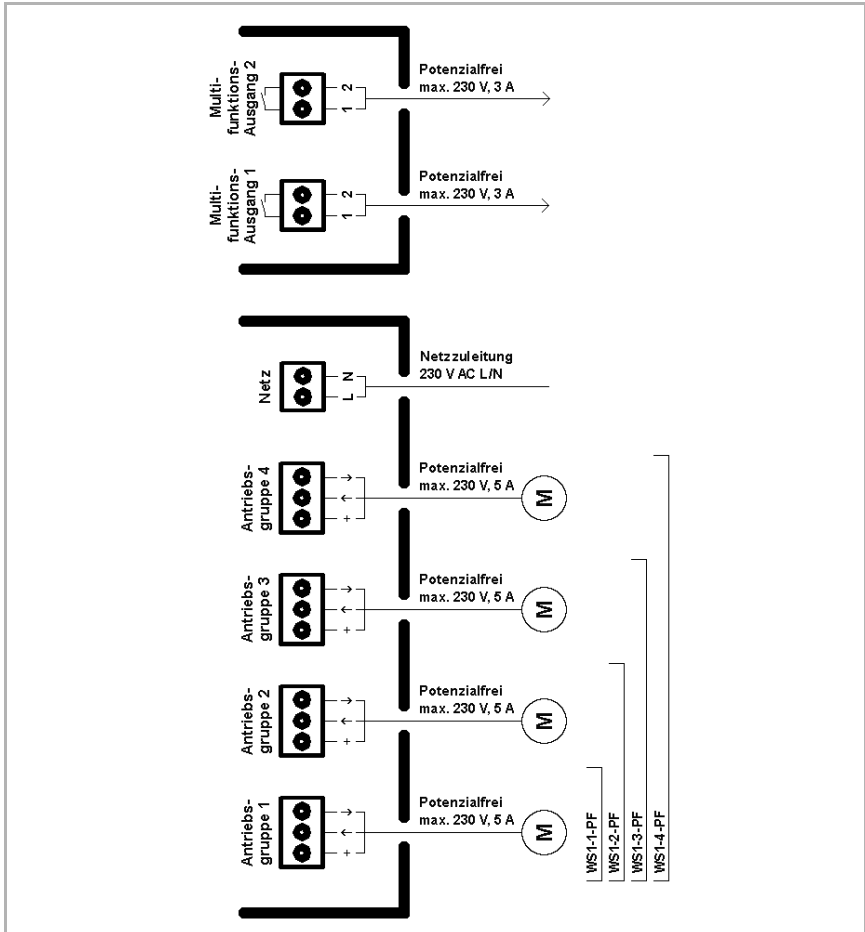 Multi-
funktions-
Ausgang 2
2
1
Potenzialfrei
max. 230 V, 3 A
Multi-
funktions-
Ausgang 1
2
1
Potenzialfrei
max. 230 V, 3 A
Netz
N
L
Netzzuleitung
230 V AC L/N
Antriebs-
gruppe 4
+
Potenzialfrei
max. 230 V, 5 A
M
Antriebs-
gruppe 3
+
Potenzialfrei
max. 230 V, 5 A
M
Antriebs-
gruppe 2
+
Potenzialfrei
max. 230 V, 5 A
M
Antriebs-
gruppe 1
+
Potenzialfrei
max. 230 V, 5 A
M
WS1-1-PF
WS1-2-PF
WS1-3-PF
WS1-4-PF